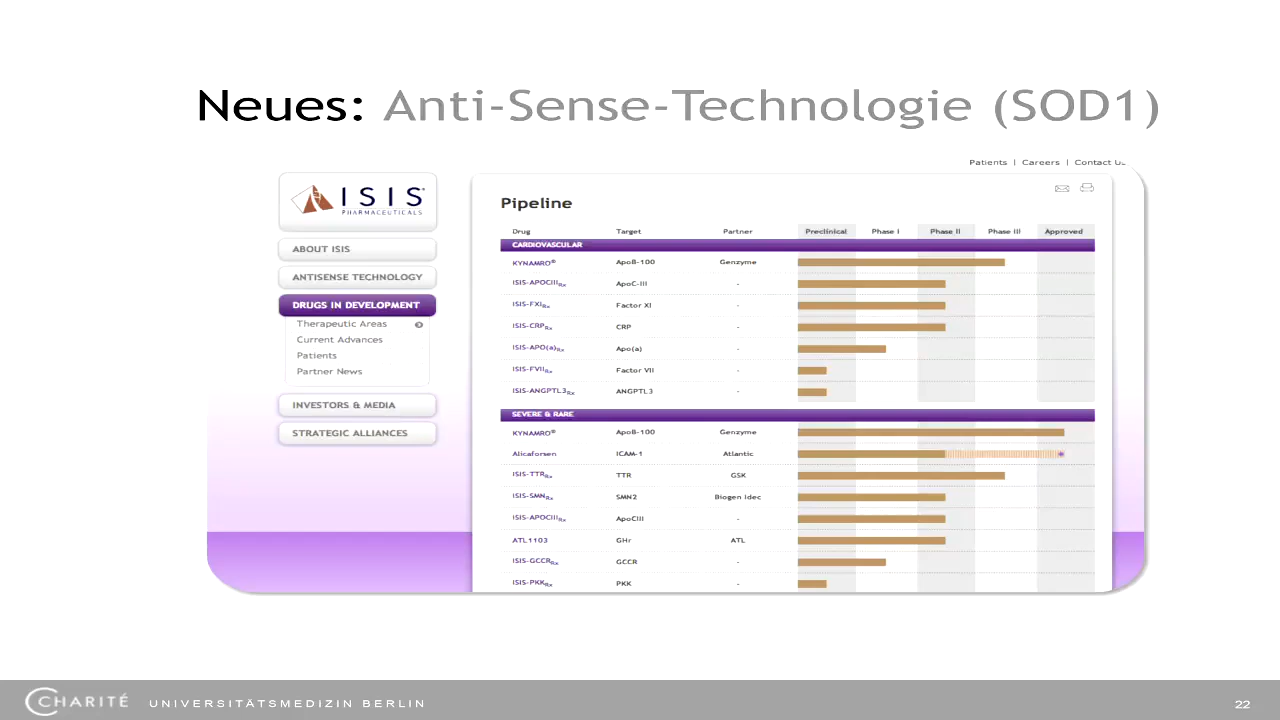 Neues: Anti-Sense-Technologie (SOD1)
Patients | Careers | Contact Us
ISIS
PHARMACEUTICALS
ABOUT ISIS
ANTISENSE TECHNOLOGY
DRUGS IN DEVELOPMENT
Therapeutic Areas
Current Advances
Patients
Partner News
INVESTORS & MEDIA
STRATEGIC ALLIANCES
Pipeline
Drug Target Partner Preclinical Phase I Phase II Phase III Approved
CARDIOVASCULAR
KYNAMRO® ApoB-100 Genzyme
ISIS-APOCIIIRx ApoC-III -
ISIS-FXIRx Factor XI -
ISIS-CRPRx CRP -
ISIS-APO(a)Rx Apo(a) -
ISIS-FVIIRx Factor VII -
ISIS-ANGPTL3Rx ANGPTL3 -
SEVERE & RARE
KYNAMRO® ApoB-100 Genzyme
Alicaforsen ICAM-1 Atlantic
ISIS-TTRRx TTR GSK
ISIS-SMNRx SMN2 Biogen Idec
ISIS-APOCIIIRx ApoCIII -
ATL1103 GHr ATL
ISIS-GCCRRx GCCR -
ISIS-PKKRx PKK -
CHARITÉ UNIVERSITÄTSMEDIZIN BERLIN 22